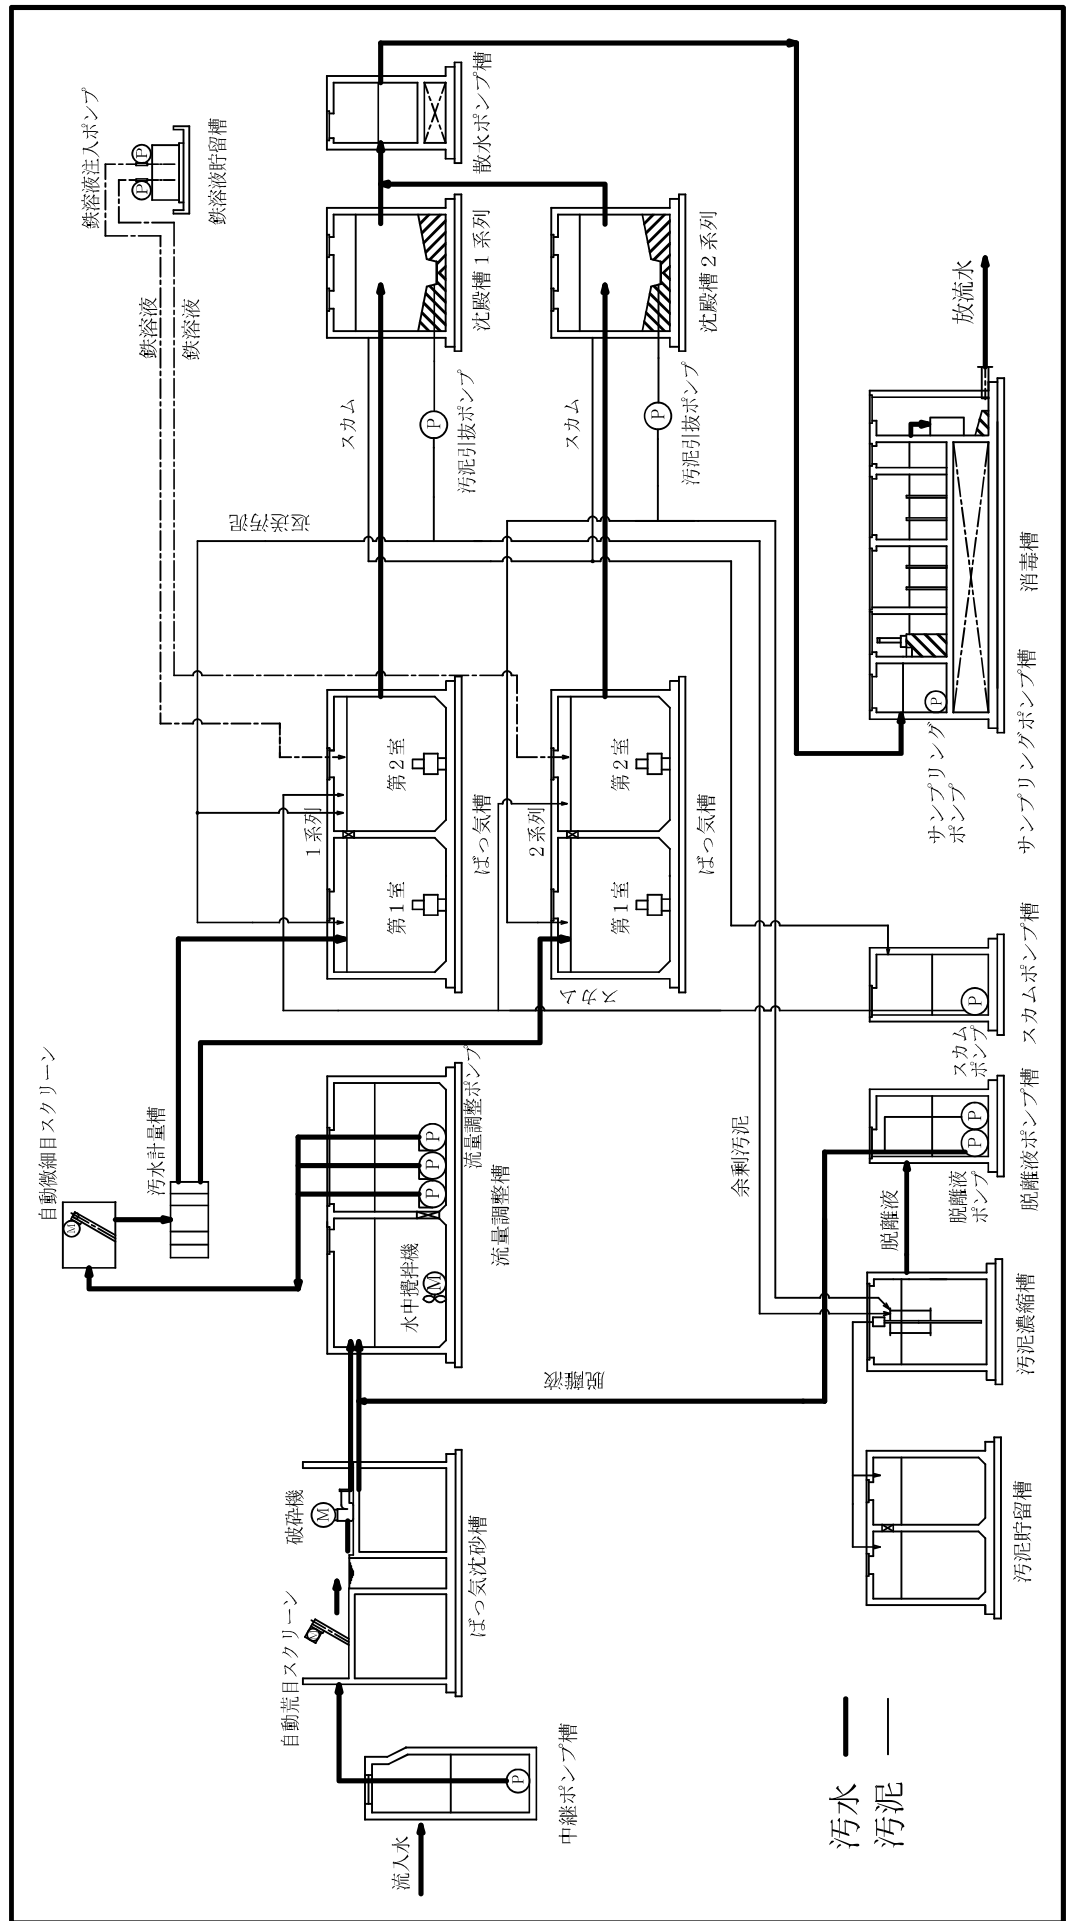 流入水
中継ポンプ槽
P
自動荒目スクリーン
M
破砕機
M
ばっ気沈砂槽
脱離液
水中攪拌機
M
P
P
P
流量調整ポンプ
流量調整槽
自動微細目スクリーン
M
汚水計量槽
1系列
第1室
第2室
ばっ気槽
2系列
第1室
第2室
ばっ気槽
スカム
返送汚泥
鉄溶液
鉄溶液
鉄溶液注入ポンプ
P
P
鉄溶液貯留槽
スカム
P
汚泥引抜ポンプ
沈殿槽1系列
スカム
P
汚泥引抜ポンプ
沈殿槽2系列
散水ポンプ槽
汚水
汚泥
汚泥貯留槽
汚泥濃縮槽
余剰汚泥
脱離液
脱離液
ポンプ
P
P
脱離液ポンプ槽
スカム
ポンプ
P
スカムポンプ槽
サンプリング
ポンプ
P
サンプリングポンプ槽
消毒槽
放流水